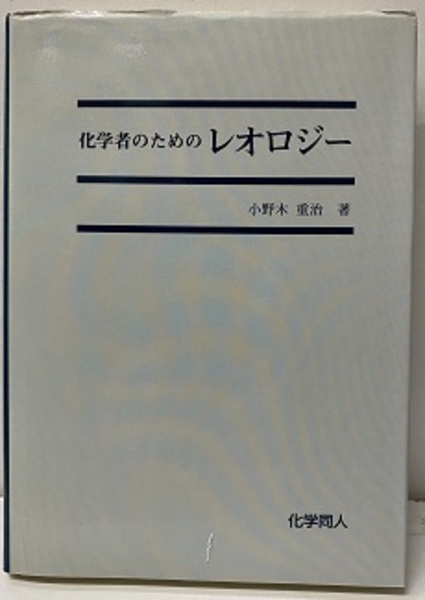 化学者のための レオロジー
小野木 重治 著
化学同人